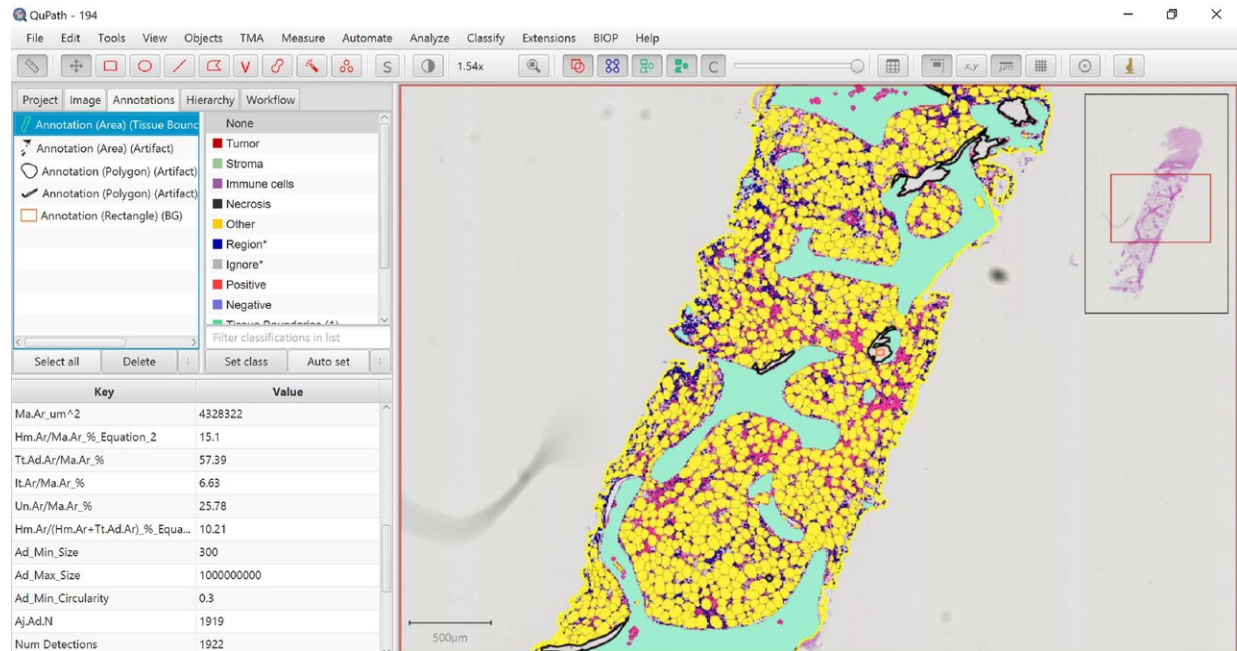 QuPath - 194
File Edit Tools View Objects TMA Measure Automate Analyze Classify Extensions BIOP Help
S 1.54x C x,y μm
Project Image Annotations Hierarchy Workflow
Annotation (Area) (Tissue Bounc
Annotation (Area) (Artifact)
Annotation (Polygon) (Artifact)
Annotation (Polygon) (Artifact)
Annotation (Rectangle) (BG)
None
Tumor
Stroma
Immune cells
Necrosis
Other
Region*
Ignore*
Positive
Negative
Tissue Boundaries (1)
Filter classifications in list
Select all Delete Set class Auto set
Key Value
Ma.Ar_um^2 4328322
Hm.Ar/Ma.Ar_%_Equation_2 15.1
Tt.Ad.Ar/Ma.Ar_% 57.39
It.Ar/Ma.Ar_% 6.63
Un.Ar/Ma.Ar_% 25.78
Hm.Ar/(Hm.Ar+Tt.Ad.Ar)_%_Equa... 10.21
Ad_Min_Size 300
Ad_Max_Size 1000000000
Ad_Min_Circularity 0.3
Aj.Ad.N 1919
Num Detections 1922
500μm